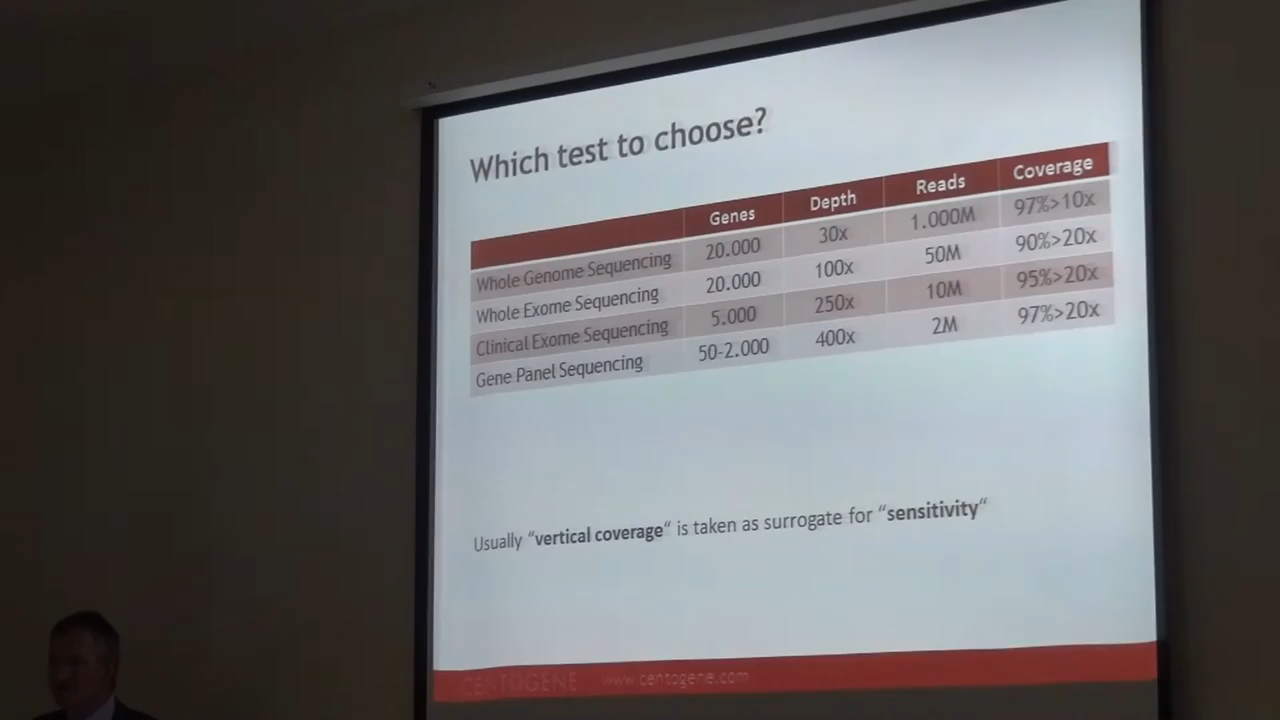 Which test to choose?
Genes Depth Reads Coverage
Whole Genome Sequencing 20.000 30x 1.000M 97%>10x
Whole Exome Sequencing 20.000 100x 50M 90%>20x
Clinical Exome Sequencing 5.000 250x 10M 95%>20x
Gene Panel Sequencing 50-2.000 400x 2M 97%>20x
Usually “vertical coverage“ is taken as surrogate for “sensitivity“
CENTOGENE www.centogene.com